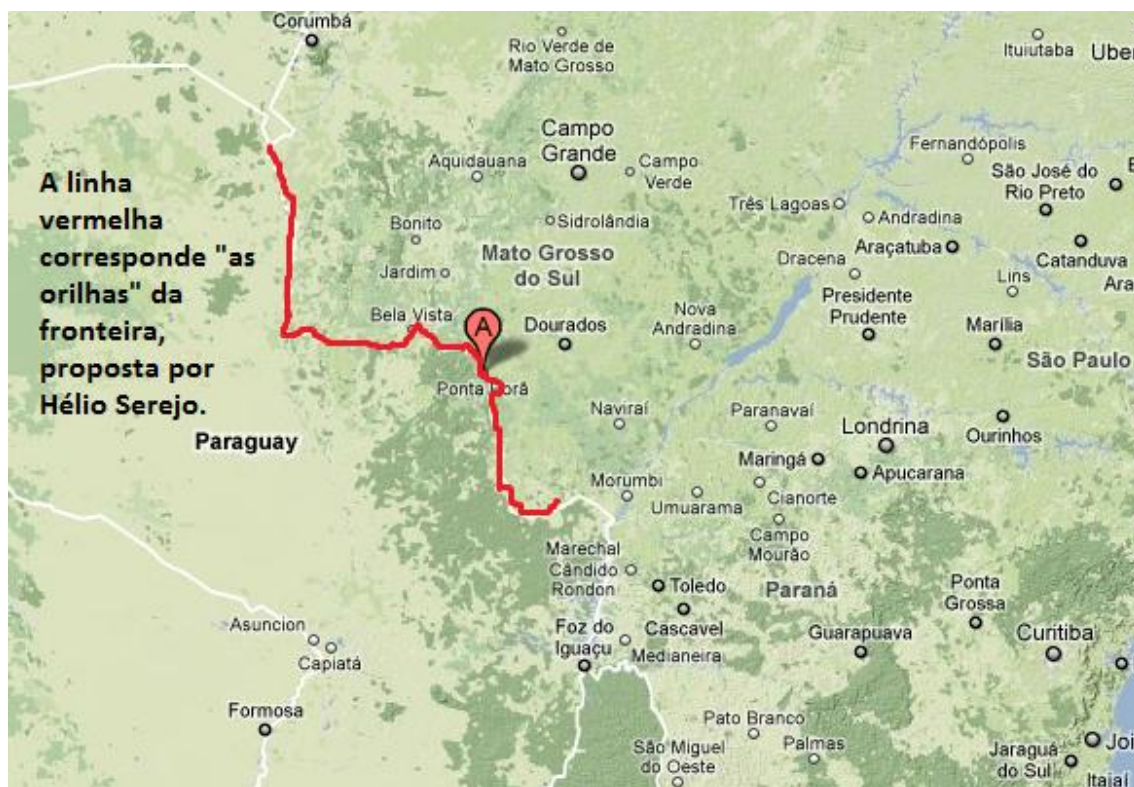 Corumbá
Rio Verde de
Mato Grosso
Ituiutaba
Campo
Grande
Aquidauana
Campo
Verde
Fernandópolis
São José do
Rio Preto
A linha
vermelha
corresponde "as
orilhas" da
fronteira,
proposta por
Hélio Serejo.
Três Lagoas
Andradina
Sidrolândia
Bonito
Mato Grosso
do Sul
Araçatuba
Catanduva
Jardim
Dracena
Lins
Bela Vista
A
Dourados
Nova
Andradina
Presidente
Prudente
Marília
São Paulo
Ponta Porã
Naviraí
Paranavaí
Londrina
Ourinhos
Paraguay
Maringá
Apucarana
Morumbi
Umuarama
Cianorte
Campo
Mourão
Marechal
Cândido
Rondon
Toledo
Paraná
Ponta
Grossa
Cascavel
Asuncion
Capiatá
Foz do
Iguaçu
Medianeira
Guarapuava
Curitiba
Formosa
Pato Branco
Palmas
São Miguel
do Oeste
Jaraguá
do Sul
Itajaí